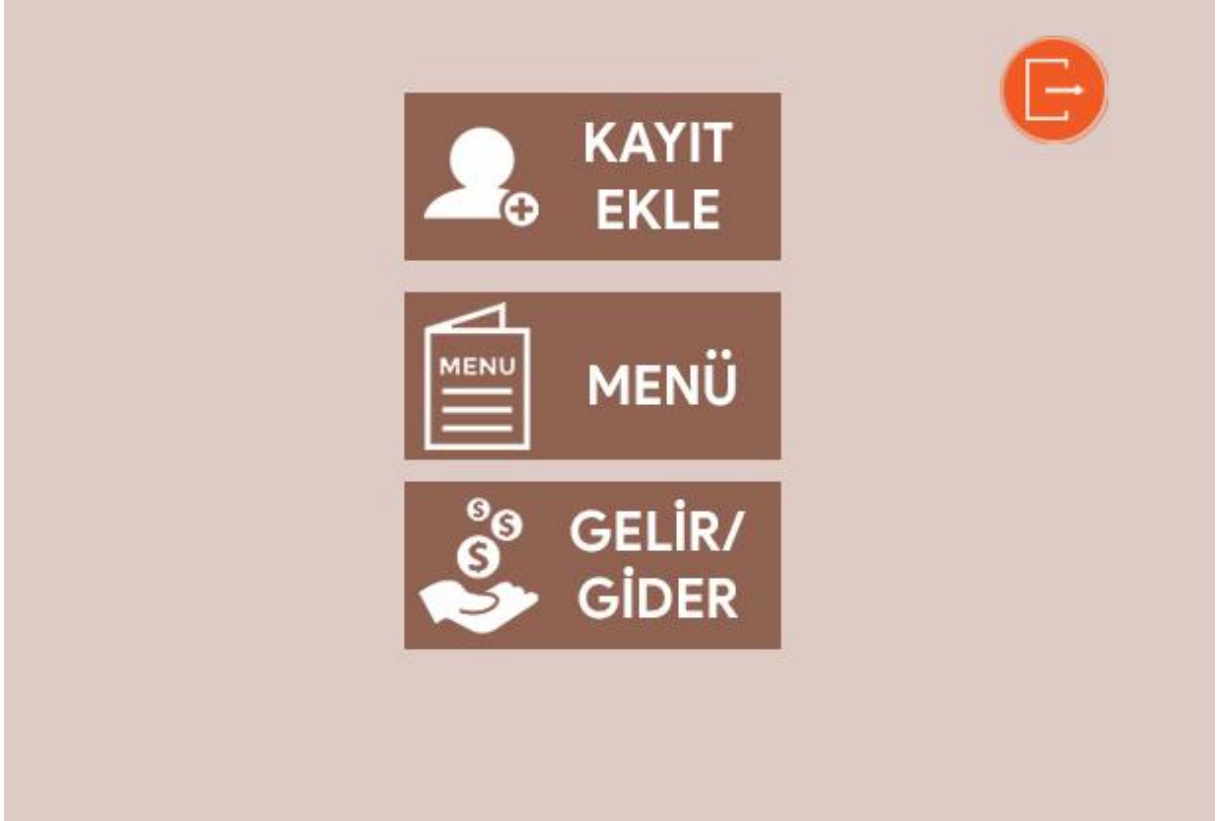 KAYIT
EKLE
MENU
MENÜ
$
$
$
GELİR/
GİDER